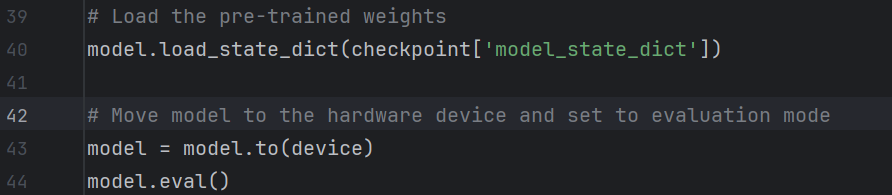 39 # Load the pre-trained weights
40 model.load_state_dict(checkpoint['model_state_dict'])
41
42 # Move model to the hardware device and set to evaluation mode
43 model = model.to(device)
44 model.eval()